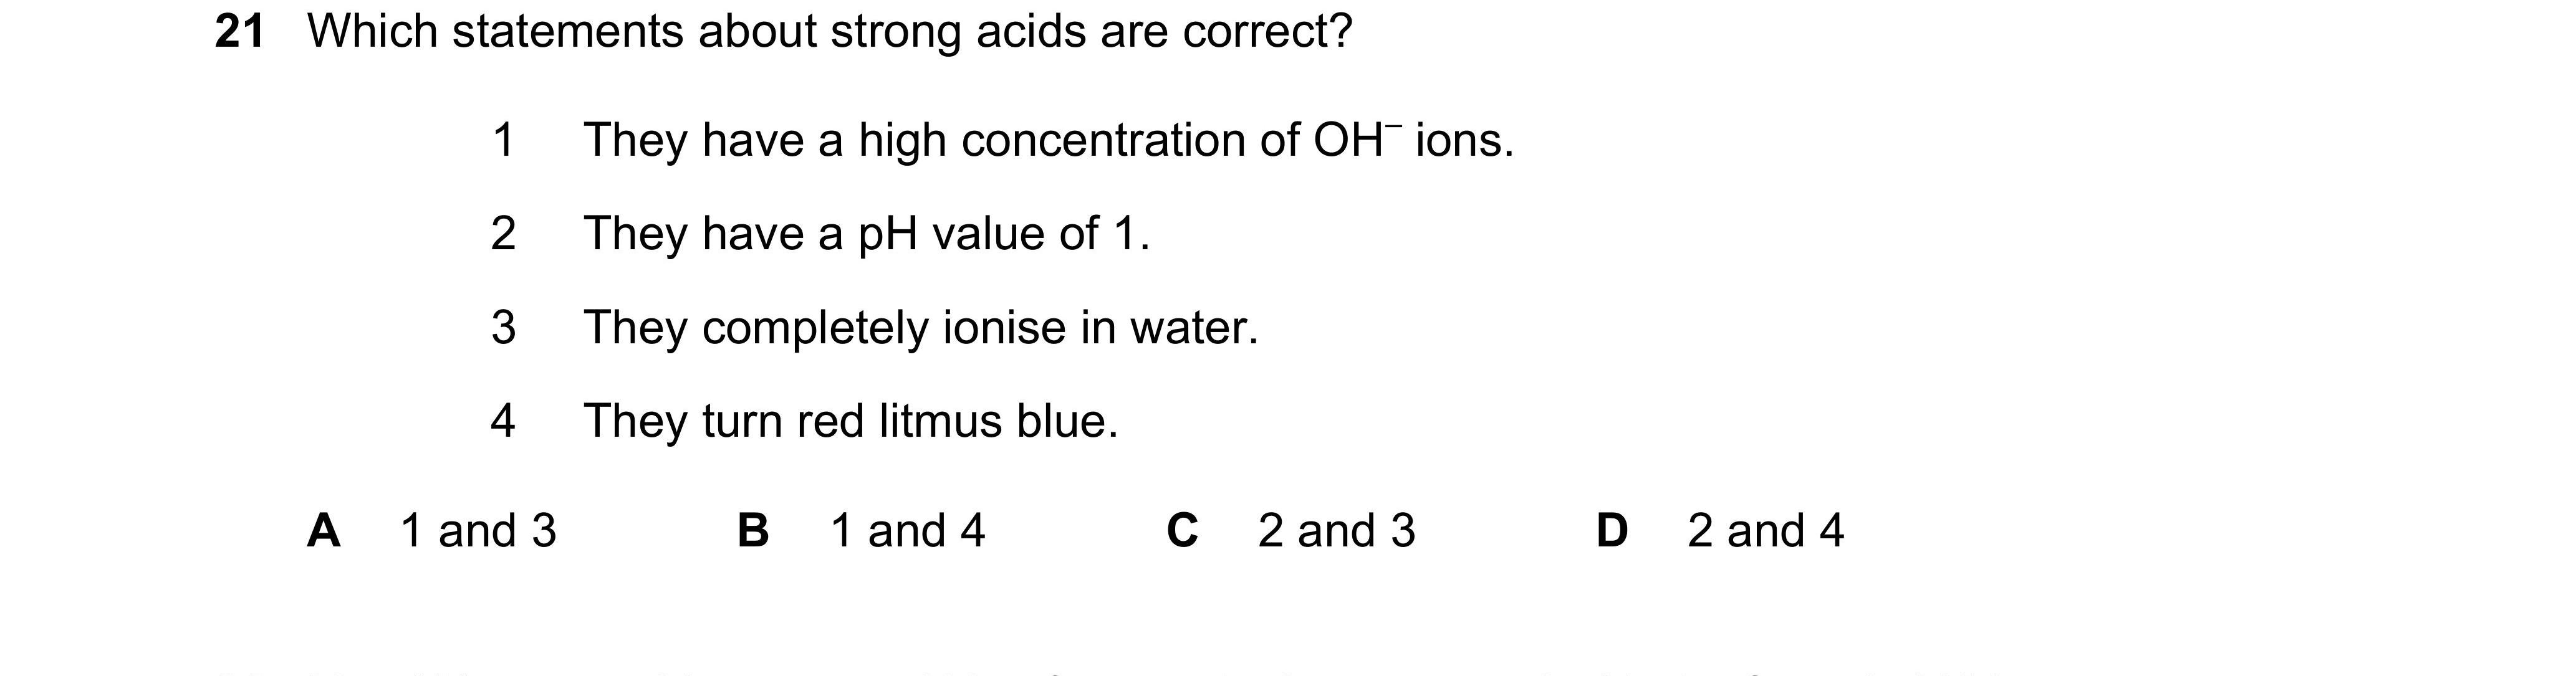 21 Which statements about strong acids are correct?
1 They have a high concentration of OH⁻ ions.
2 They have a pH value of 1.
3 They completely ionise in water.
4 They turn red litmus blue.
A 1 and 3 B 1 and 4 C 2 and 3 D 2 and 4